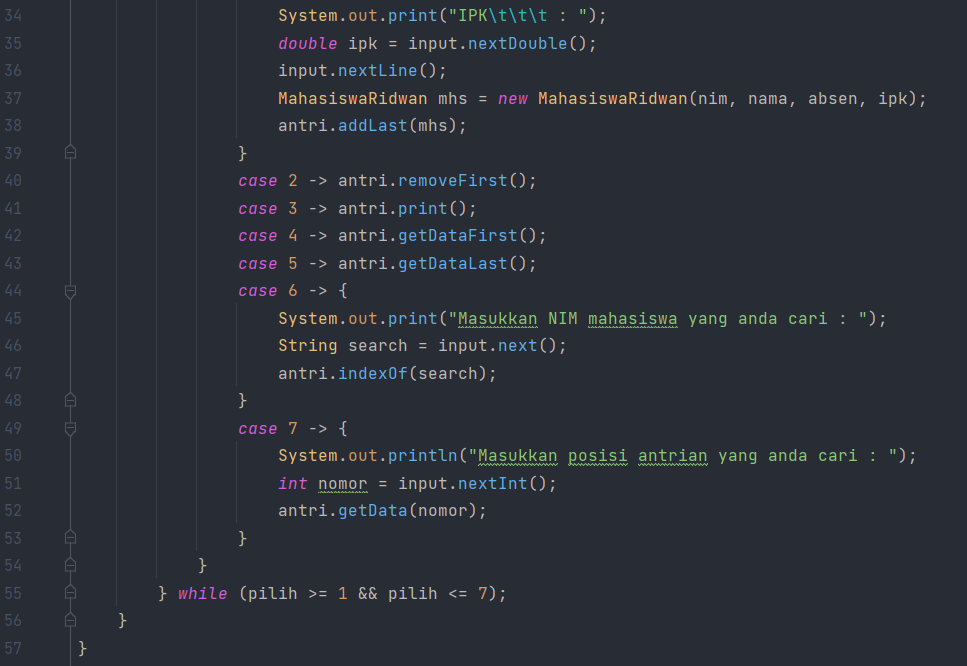 34 System.out.print("IPK\t\t\t : ");
35 double ipk = input.nextDouble();
36 input.nextLine();
37 MahasiswaRidwan mhs = new MahasiswaRidwan(nim, nama, absen, ipk);
38 antri.addLast(mhs);
39 }
40 case 2 -> antri.removeFirst();
41 case 3 -> antri.print();
42 case 4 -> antri.getDataFirst();
43 case 5 -> antri.getDataLast();
44 case 6 -> {
45 System.out.print("Masukkan NIM mahasiswa yang anda cari : ");
46 String search = input.next();
47 antri.indexOf(search);
48 }
49 case 7 -> {
50 System.out.println("Masukkan posisi antrian yang anda cari : ");
51 int nomor = input.nextInt();
52 antri.getData(nomor);
53 }
54 }
55 } while (pilih >= 1 && pilih <= 7);
56 }
57 }